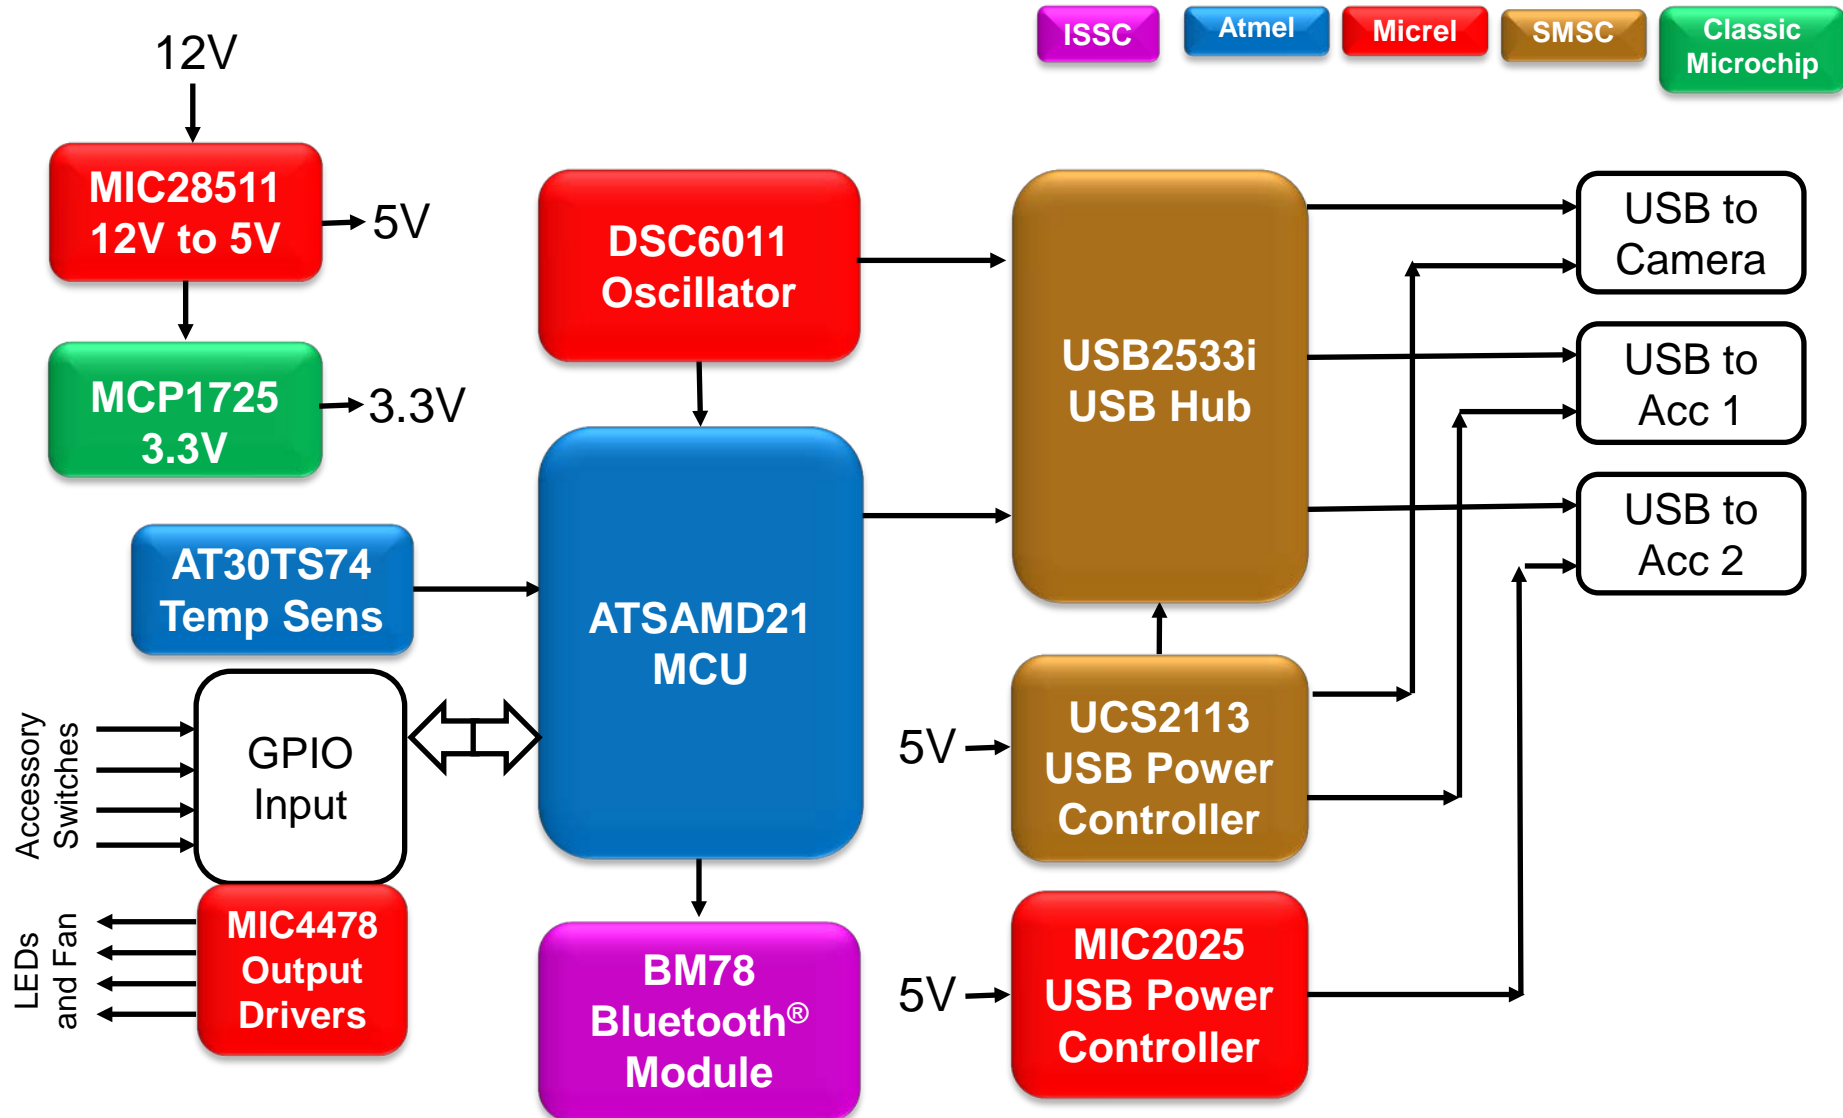 ISSC
Atmel
Micrel
SMSC
Classic
Microchip
12V
MIC28511
12V to 5V
5V
MCP1725
3.3V
3.3V
DSC6011
Oscillator
USB2533i
USB Hub
USB to
Camera
USB to
Acc 1
USB to
Acc 2
AT30TS74
Temp Sens
ATSAMD21
MCU
Accessory
Switches
GPIO
Input
5V
UCS2113
USB Power
Controller
LEDs
and Fan
MIC4478
Output
Drivers
BM78
Bluetooth®
Module
5V
MIC2025
USB Power
Controller